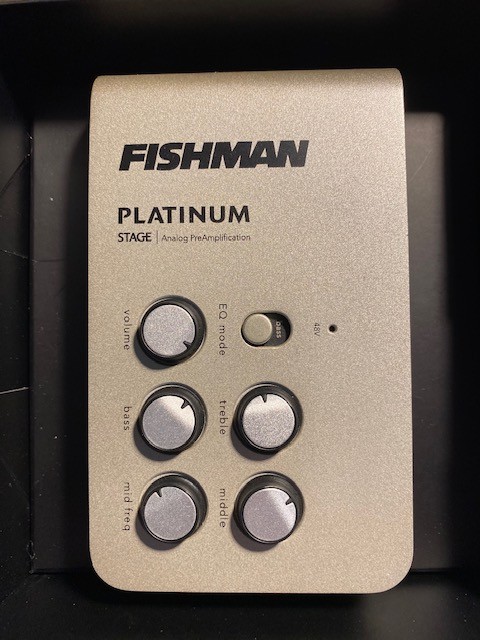 FISHMAN
PLATINUM
STAGE | Analog PreAmplification
volume
EQ mode
bass
48V
bass
treble
mid freq
middle